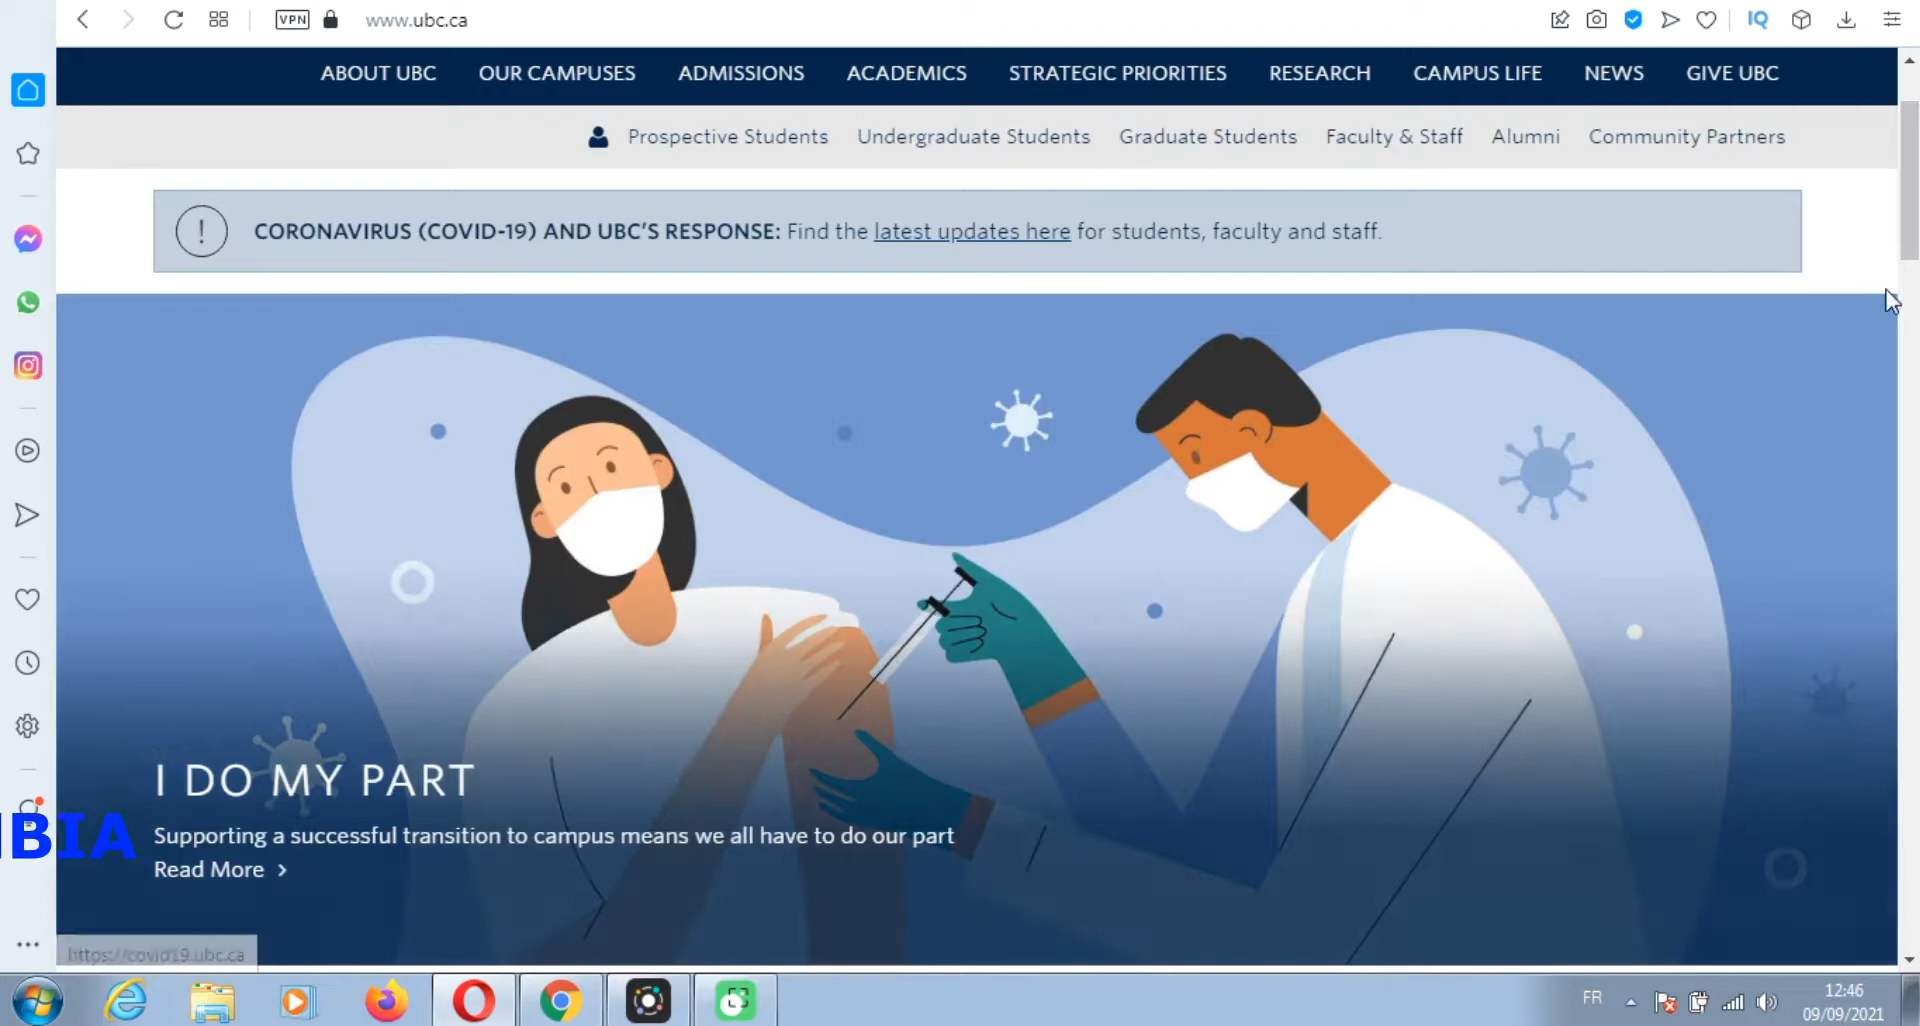 VPN www.ubc.ca IQ
ABOUT UBC OUR CAMPUSES ADMISSIONS ACADEMICS STRATEGIC PRIORITIES RESEARCH CAMPUS LIFE NEWS GIVE UBC
Prospective Students Undergraduate Students Graduate Students Faculty & Staff Alumni Community Partners
! CORONAVIRUS (COVID-19) AND UBC'S RESPONSE: Find the latest updates here for students, faculty and staff.
I DO MY PART
BIA
Supporting a successful transition to campus means we all have to do our part
Read More >
https://covid19.ubc.ca
FR 12:46
09/09/2021